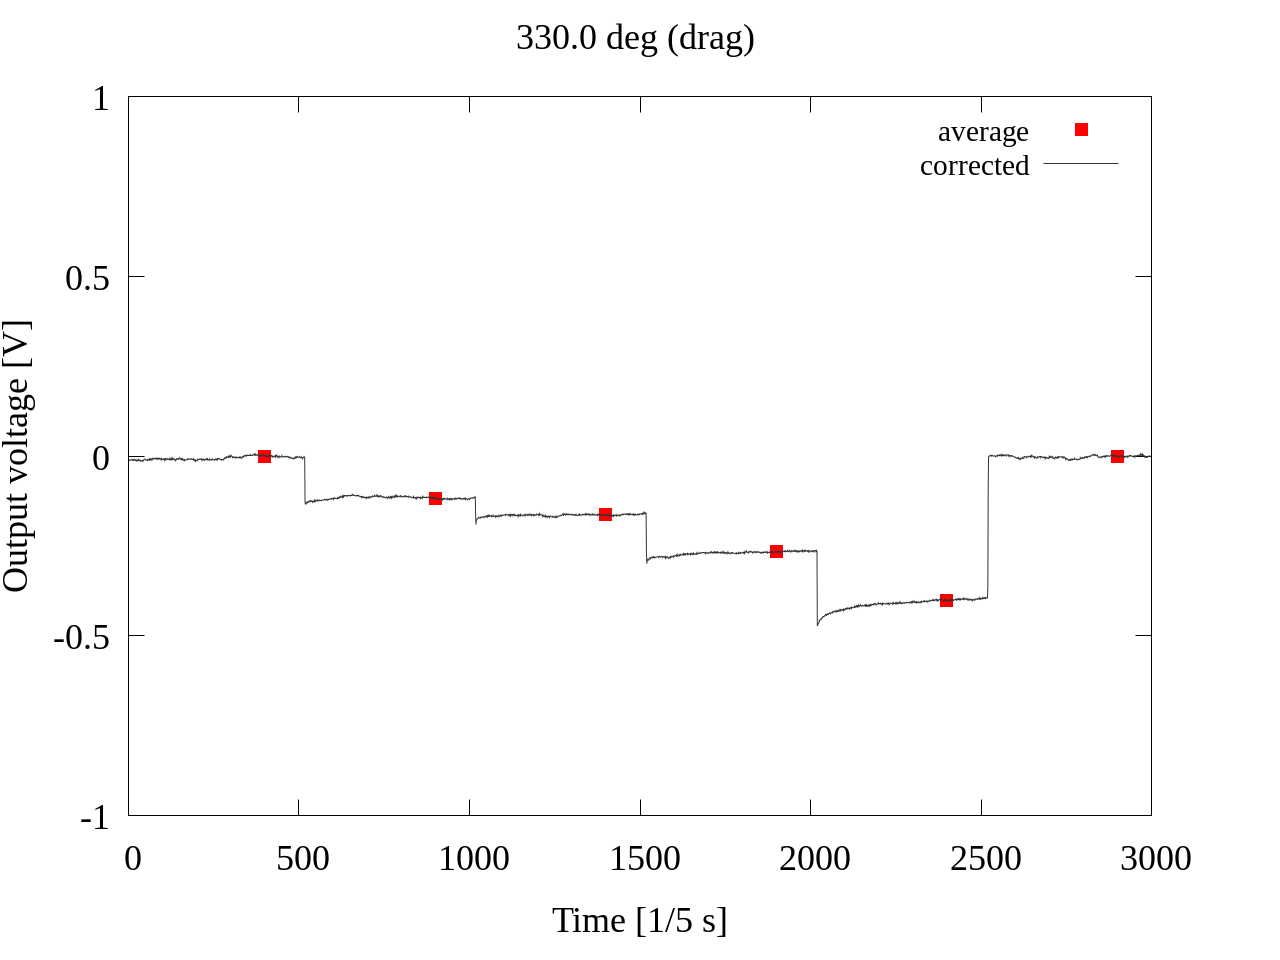 330.0 deg (drag)
average
corrected
1
0.5
0
-0.5
-1
Output voltage [V]
0 500 1000 1500 2000 2500 3000
Time [1/5 s]